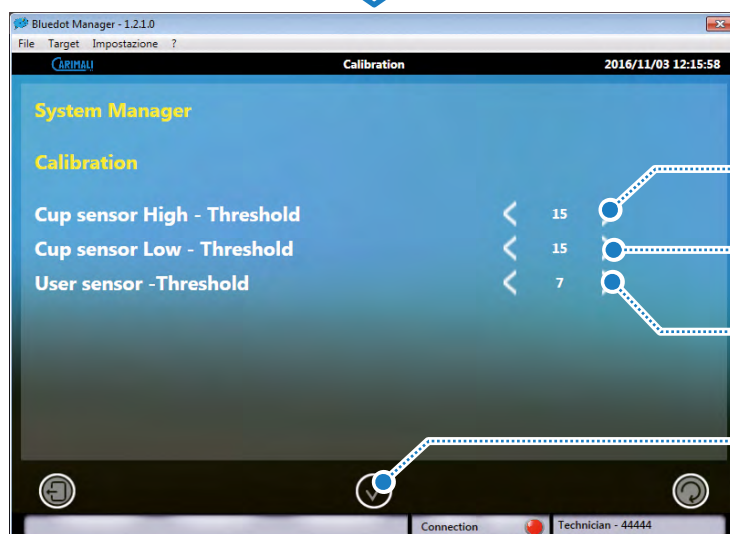 Bluedot Manager - 1.2.1.0
File Target Impostazione ?
CARIMALI Calibration 2016/11/03 12:15:58
System Manager
Calibration
Cup sensor High - Threshold 15
Cup sensor Low - Threshold 15
User sensor -Threshold 7
Connection Technician - 44444